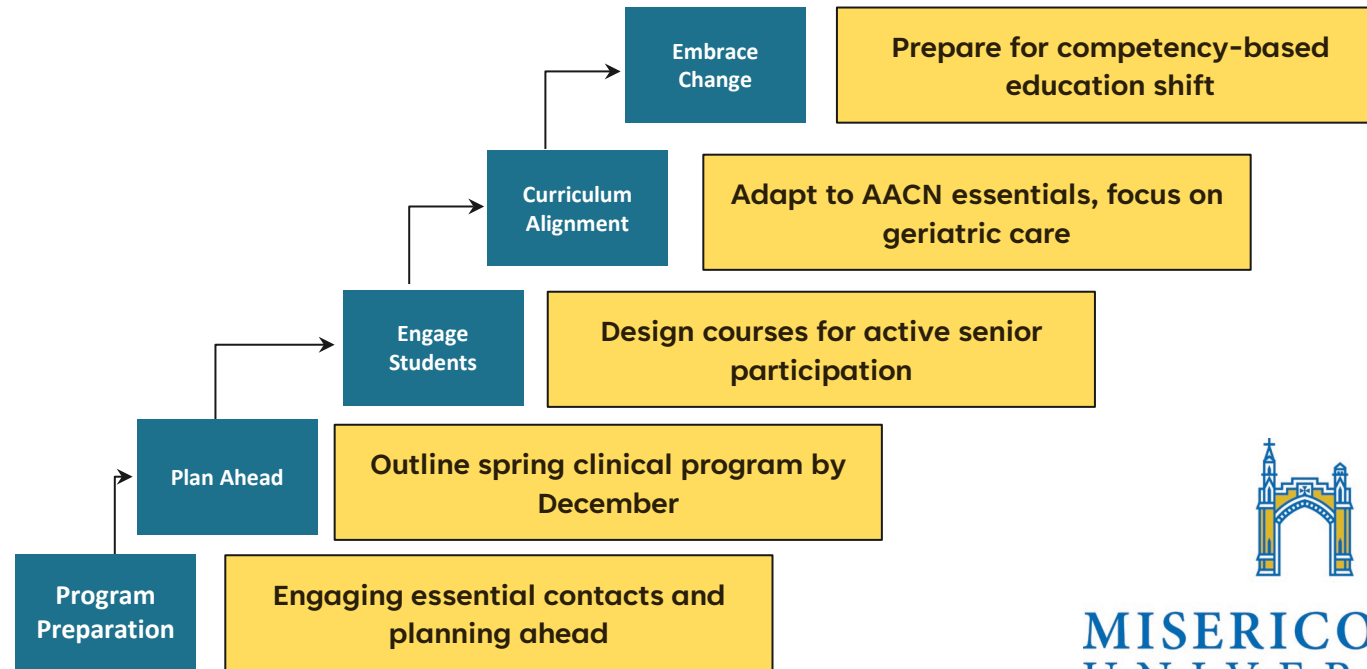 Embrace
Change
Prepare for competency-based
education shift
Curriculum
Alignment
Adapt to AACN essentials, focus on
geriatric care
Engage
Students
Design courses for active senior
participation
Plan Ahead
Outline spring clinical program by
December
Program
Preparation
Engaging essential contacts and
planning ahead
MISERICO
UNIVER